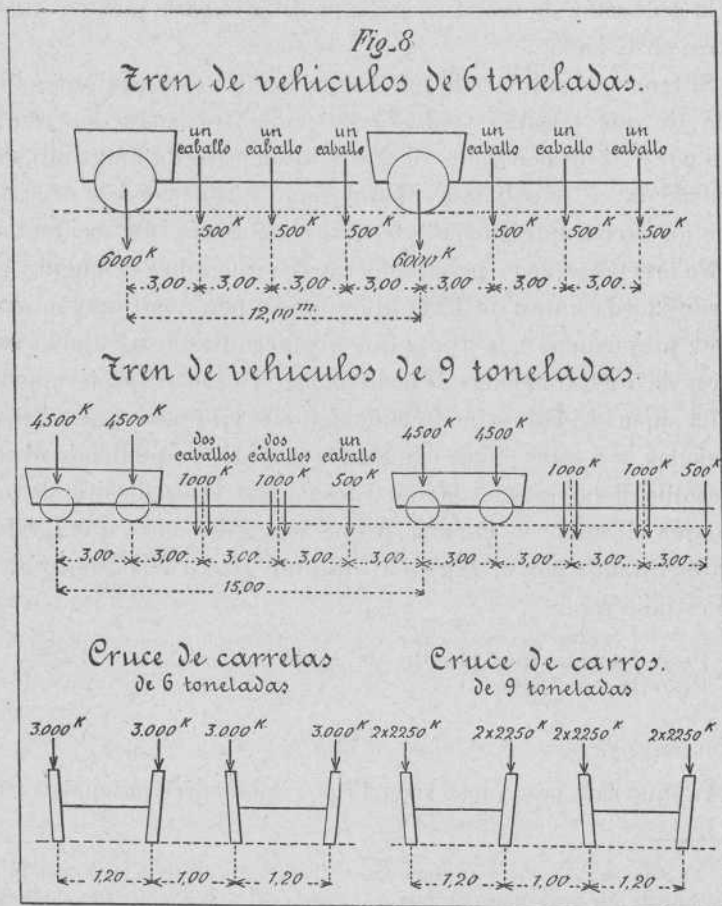 Fig. 8
Tren de vehiculos de 6 toneladas.
un caballo un caballo un caballo un caballo un caballo un caballo
6000K 500K 500K 500K 6000K 500K 500K 500K
3,00 3,00 3,00 3,00 3,00 3,00 3,00
12,00m
Tren de vehiculos de 9 toneladas
4500K 4500K dos caballos dos caballos un caballo 4500K 4500K
1000K 1000K 500K 1000K 1000K 500K
3,00 3,00 3,00 3,00 3,00 3,00 3,00 3,00 3,00
15,00
Cruce de carretas Cruce de carros.
de 6 toneladas de 9 toneladas
3.000K 3.000K 3.000K 3.000K 2x2250K 2x2250K 2x2250K 2x2250K
1,20 1,00 1,20 1,20 1,00 1,20